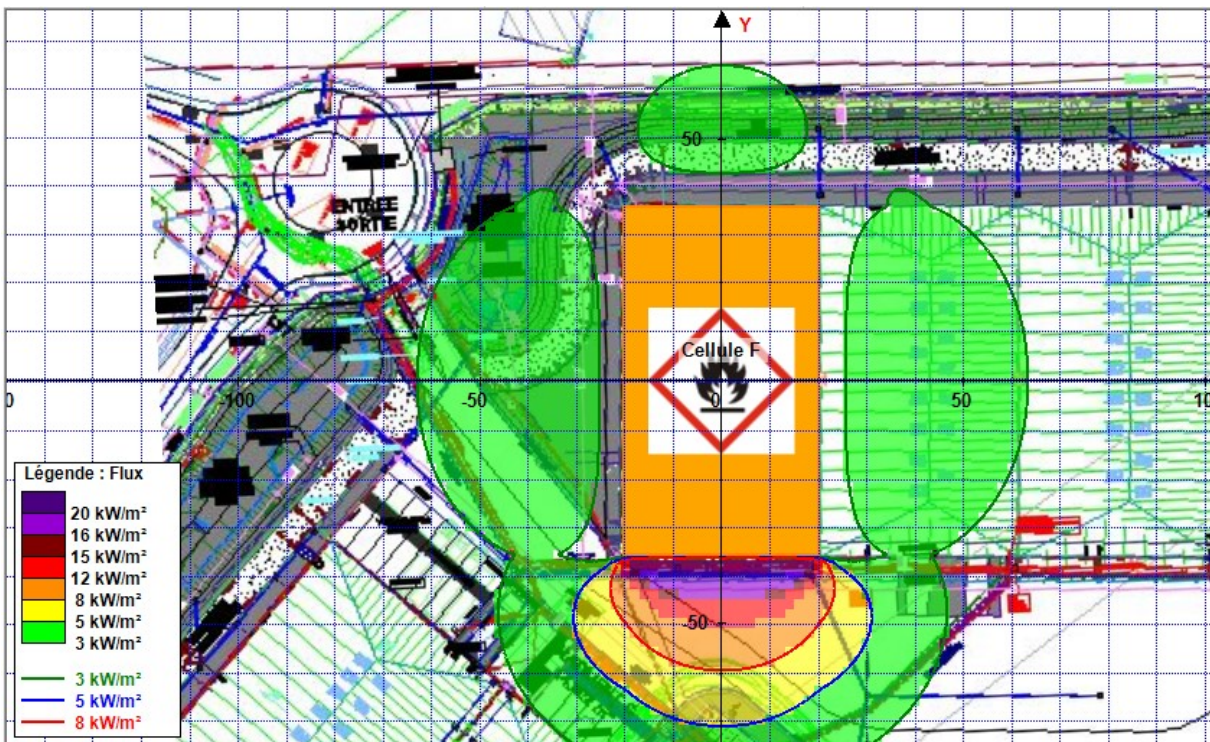 Y
50
ENTREE
SORTIE
Cellule F
0
-100
-50
0
50
10
Légende : Flux
20 kW/m²
16 kW/m²
15 kW/m²
12 kW/m²
8 kW/m²
5 kW/m²
3 kW/m²
-50
3 kW/m²
5 kW/m²
8 kW/m²